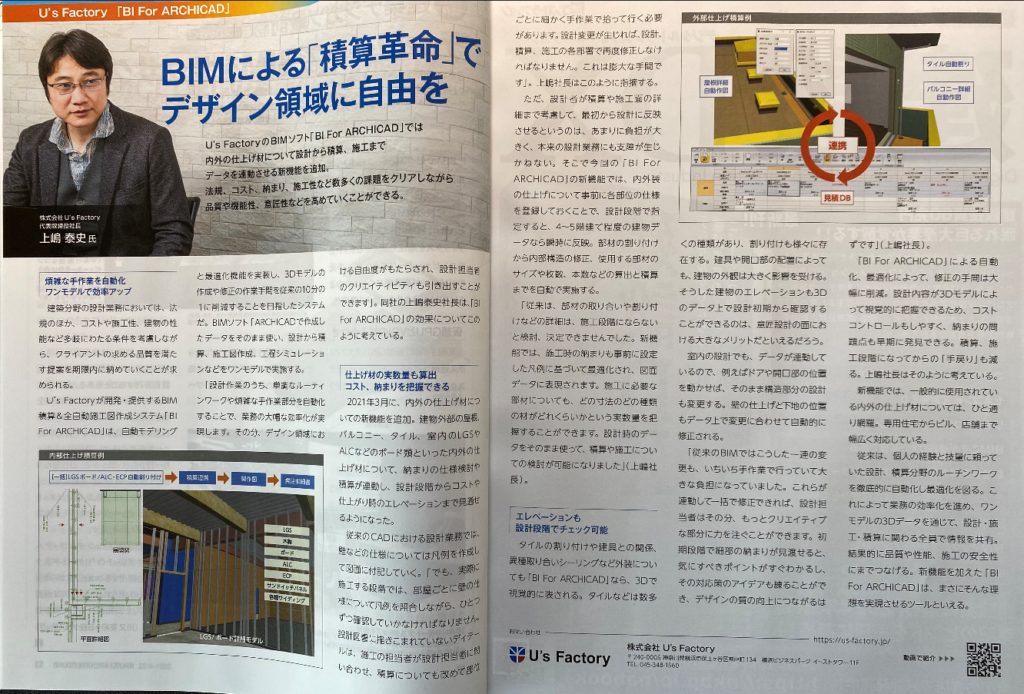 U's Factory 「BI For ARCHICAD」
BIMによる「積算革命」で
デザイン領域に自由を
U's FactoryのBIMソフト「BI For ARCHICAD」では
内外の仕上げ材について設計から積算、施工まで
データを連動させる新機能を追加。
法規、コスト、納まり、施工性など数多くの課題をクリアしながら
品質や機能性、意匠性などを高めていくことができる。
株式会社 U's Factory
代表取締役社長
上嶋 泰史 氏
煩雑な手作業を自動化
ワンモデルで効率アップ
建築分野の設計業務においては、法
規のほか、コストや施工性、建物の性
能など多岐にわたる条件を考慮しなが
ら、クライアントの求める品質を満た
す提案を期限内に納めていくことが求
められる。
U's Factoryが開発・提供するBIM
積算&全自動施工図作成システム「BI
For ARCHICAD」は、自動モデリング
と最適化機能を実装し、3Dモデルの
作成や修正の作業手間を従来の10分の
1に削減することを目指したシステム
だ。BIMソフト「ARCHICADで作成し
たデータをそのまま使い、設計から積
算、施工図作成、工程シミュレーショ
ンなどをワンモデルで実施する。
「設計作業のうち、単調なルーティ
ンワークや煩雑な手作業部分を自動化
することで、業務の大幅な効率化が実
現します。その分、デザイン領域にお
ける自由度がもたらされ、設計担当者
のクリエイティビティも引き出すことが
できます」。同社の上嶋泰史社長は、「BI
For ARCHICAD」の効果についてこの
ように考えている。
仕上げ材の実数量も算出
コスト、納まりを把握できる
2021年3月に、内外の仕上げ材につ
いての新機能を追加。建物外部の屋根、
バルコニー、タイル、室内のLGSや
ALCなどのボード類といった内外の仕
上げ材について、納まりの仕様検討や
積算が連動し、設計段階からコストや
仕上がり時のエレベーションまで見通せ
るようになった。
従来のCADにおける設計業務では、
壁などの仕様については凡例を作成し
て図面に付記していく。「でも、実際に
施工する段階では、部屋ごとに壁の仕
様について凡例を照合しながら、ひとつ
ずつ確認していかなければなりません。
設計図書に描きこまれていないディテー
ルは、施工の担当者が設計担当者に問
い合わせ、積算についても改めて部位
内部仕上げ積算例
(一括)LGSボード/ALC・ECP自動割り付け
積算連携
製作図
発注明細書
展開図
平面詳細図
LGS
木軸
ボード
ALC
ECP
サンドイッチパネル
各種サイディング
LGS/ボード詳細モデル
ごとに細かく手作業で拾って行く必要
があります。設計変更が生じれば、設計、
積算、施工の各部署で再度修正しなけ
ればなりません。これは膨大な手間で
す」。上嶋社長はこのように指摘する。
ただ、設計者が積算や施工面の詳
細まで考慮して、最初から設計に反映
させるというのは、あまりに負担が大
きく、本来の設計業務にも支障が生じ
かねない。そこで今回の「BI For
ARCHICAD」の新機能では、内外装
の仕上げについて事前に各部位の仕様
を登録しておくことで、設計段階で指
定すると、4〜5階建て程度の建物デー
タなら瞬時に反映。部材の割り付け
から内部構造の修正、使用する部材の
サイズや枚数、本数などの算出と積算
までを自動で実施する。
「従来は、部材の取り合いや割り付
けなどの詳細は、施工段階にならない
と検討、決定できませんでした。新機
能では、施工時の納まりも事前に設定
した凡例に基づいて最適化され、図面
データに表現されます。施工に必要な
部材についても、どの寸法のどの種類
の材がどれくらいかという実数量を把
握することができます。設計時のデー
タをそのまま使って、積算や施工につい
ての検討が可能になりました」(上嶋社
長)。
エレベーションも
設計段階でチェック可能
タイルの割り付けや建具との関係、
異種取り合いシーリングなど外装につい
ても「BI For ARCHICAD」なら、3Dで
視覚的に表される。タイルなどは数多
外部仕上げ積算例
屋根詳細
自動作図
タイル自動割り
バルコニー詳細
自動作図
連携
見積DB
くの種類があり、割り付けも様々に存
在する。建具や開口部の配置によって
も、建物の外観は大きく影響を受ける。
そうした建物のエレベーションも3Dの
データ上で設計初期から確認する
ことができるのは、意匠設計の面にお
ける大きなメリットだといえるだろう。
室内の設計でも、データが連動して
いるので、例えばドアや開口部の位置
を動かせば、そのまま構造部分の設計
も変更する。壁の仕上げと下地の位置
もデータ上で変更に合わせて自動的に
修正される。
「従来のBIMではこうした一連の変
更も、いちいち手作業で行っていて大き
な負担になっていました。これらが
連動して一括で修正できれば、設計担
当者はその分、もっとクリエイティブ
な部分に力を注ぐことができます。初
期段階で細部の納まりが見渡せると、
気にすべきポイントがすぐわかるし、
その対応策のアイデアも練ることがで
き、デザインの質の向上につながるは
ずです」(上嶋社長)。
「BI For ARCHICAD」による自動
化、最適化によって、修正の手間は大
幅に削減。設計内容が3Dモデルによ
って視覚的に把握できるため、コスト
コントロールもしやすく、納まりの問
題点も早期に発見できる。積算、施
工段階になってからの「手戻り」も減
る。上嶋社長はそのように考えている。
新機能では、一般的に使用されてい
る内外の仕上げ材については、ひと通
り網羅。専用住宅からビル、店舗まで
幅広く対応している。
従来は、個人の経験と技量に頼って
いた設計、積算分野のルーチンワーク
を徹底的に自動化し最適化を図る。こ
れによって業務の効率化を進め、ワン
モデルの3Dデータを通じて、設計・施
工・積算に関わる全員で情報を共有。
結果的に品質や性能、施工の安全性
にまでつなげる。新機能を加えた「BI
For ARCHICAD」は、まさにそんな理
想を実現させるツールといえる。
お問い合わせ
U's Factory
株式会社 U's Factory
https://us-factory.jp/
〒240-0005 神奈川県横浜市保土ケ谷区神戸町134 横浜ビジネスパーク イーストタワー11F
TEL.045-348-1560
動画で紹介 ▶▶▶